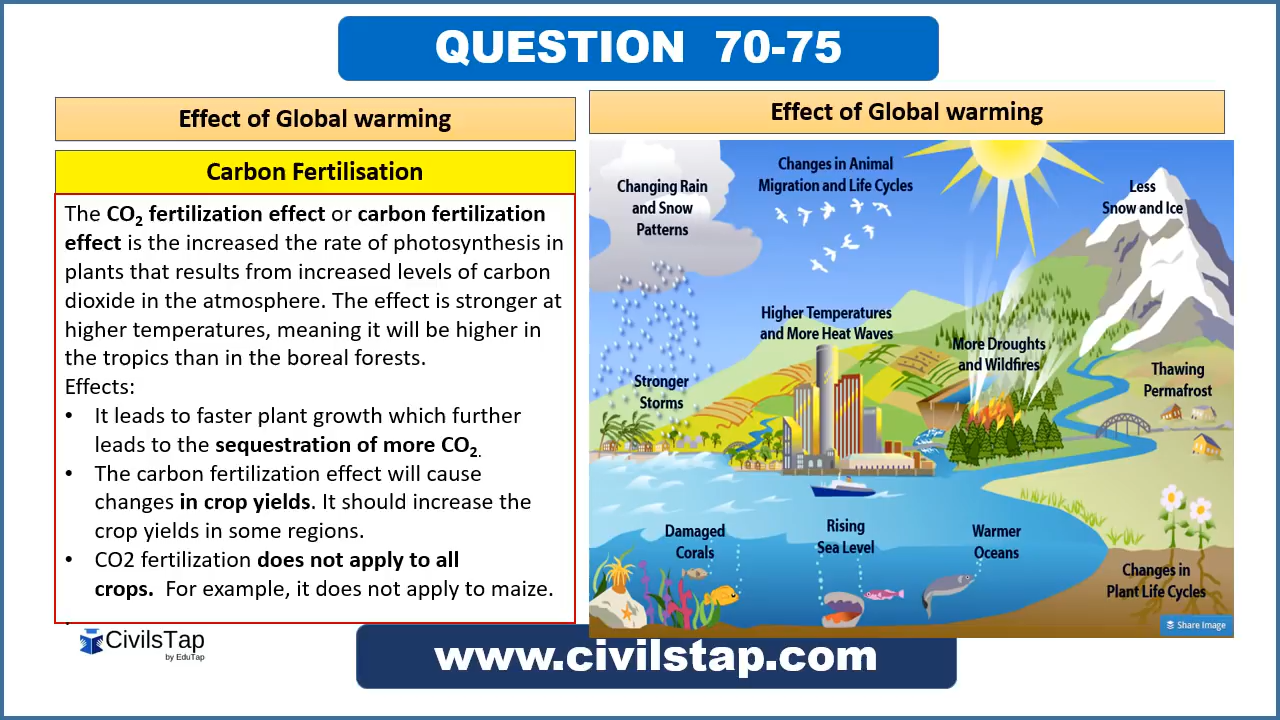 QUESTION 70-75
Effect of Global warming
Carbon Fertilisation
The CO₂ fertilization effect or carbon fertilization
effect is the increased the rate of photosynthesis in
plants that results from increased levels of carbon
dioxide in the atmosphere. The effect is stronger at
higher temperatures, meaning it will be higher in
the tropics than in the boreal forests.
Effects:
• It leads to faster plant growth which further
leads to the sequestration of more CO₂.
• The carbon fertilization effect will cause
changes in crop yields. It should increase the
crop yields in some regions.
• CO2 fertilization does not apply to all
crops. For example, it does not apply to maize.
Effect of Global warming
Changing Rain
and Snow
Patterns
Changes in Animal
Migration and Life Cycles
Less
Snow and Ice
Higher Temperatures
and More Heat Waves
More Droughts
and Wildfires
Stronger
Storms
Thawing
Permafrost
Damaged
Corals
Rising
Sea Level
Warmer
Oceans
Changes in
Plant Life Cycles
Share Image
CivilsTap
by EduTap
www.civilstap.com